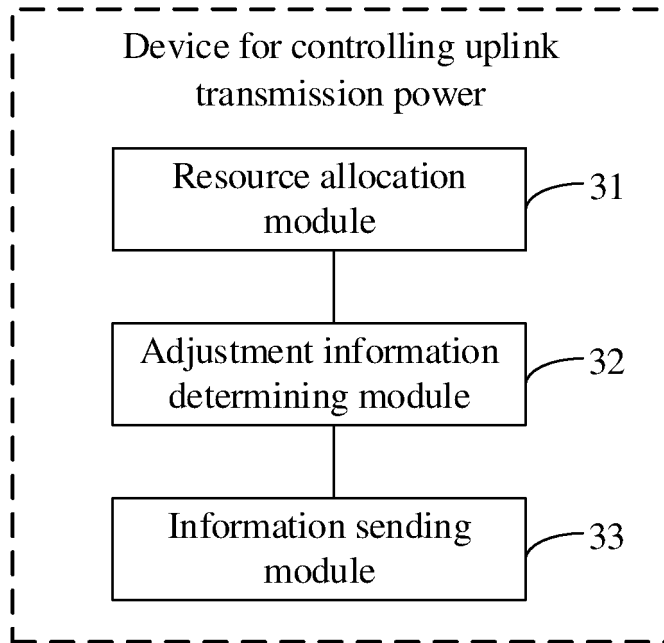 Device for controlling uplink
transmission power
Resource allocation
module
31
Adjustment information
determining module
32
Information sending
module
33